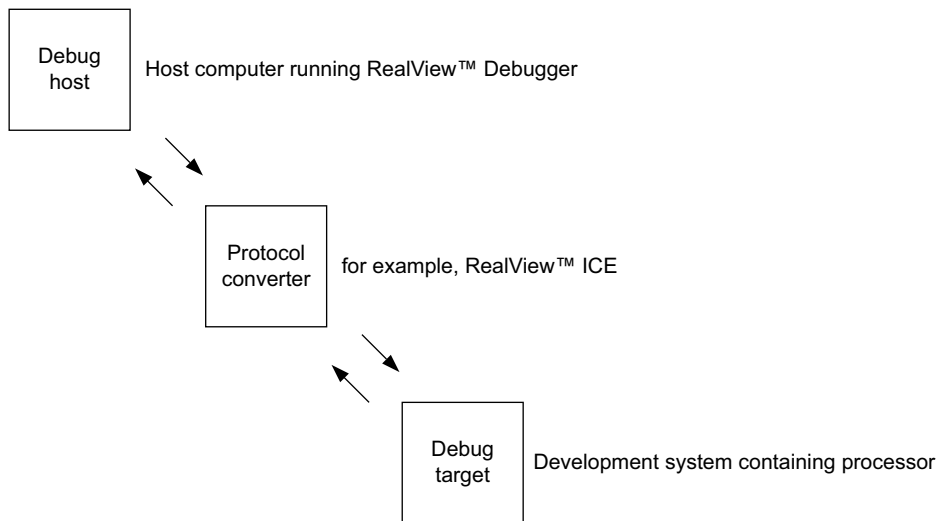 Debug
host
Host computer running RealView™ Debugger
Protocol
converter
for example, RealView™ ICE
Debug
target
Development system containing processor